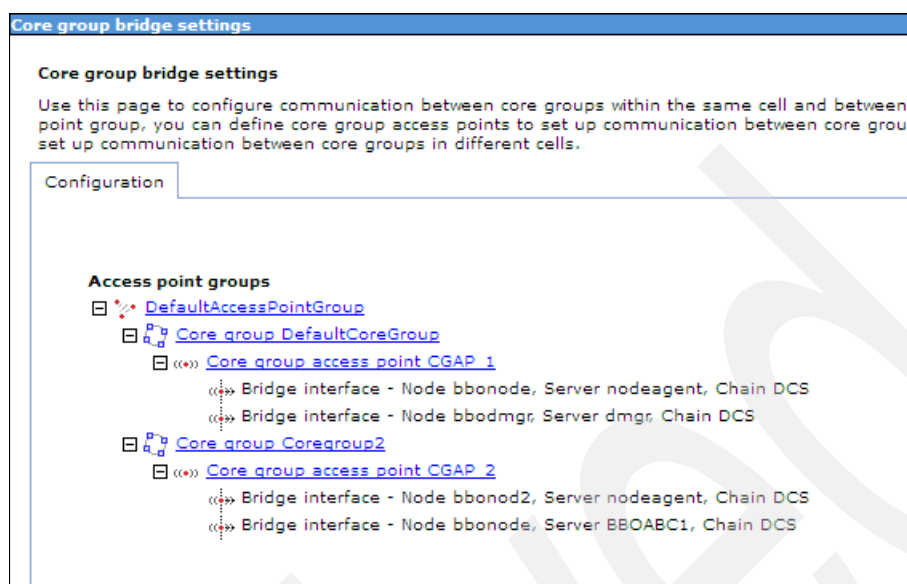 Core group bridge settings
Core group bridge settings
Use this page to configure communication between core groups within the same cell and between
point group, you can define core group access points to set up communication between core grou
set up communication between core groups in different cells.
Configuration
Access point groups
DefaultAccessPointGroup
Core group DefaultCoreGroup
Core group access point CGAP_1
Bridge interface - Node bbonode, Server nodeagent, Chain DCS
Bridge interface - Node bbodmgr, Server dmgr, Chain DCS
Core group Coregroup2
Core group access point CGAP_2
Bridge interface - Node bbonod2, Server nodeagent, Chain DCS
Bridge interface - Node bbonode, Server BBOABC1, Chain DCS